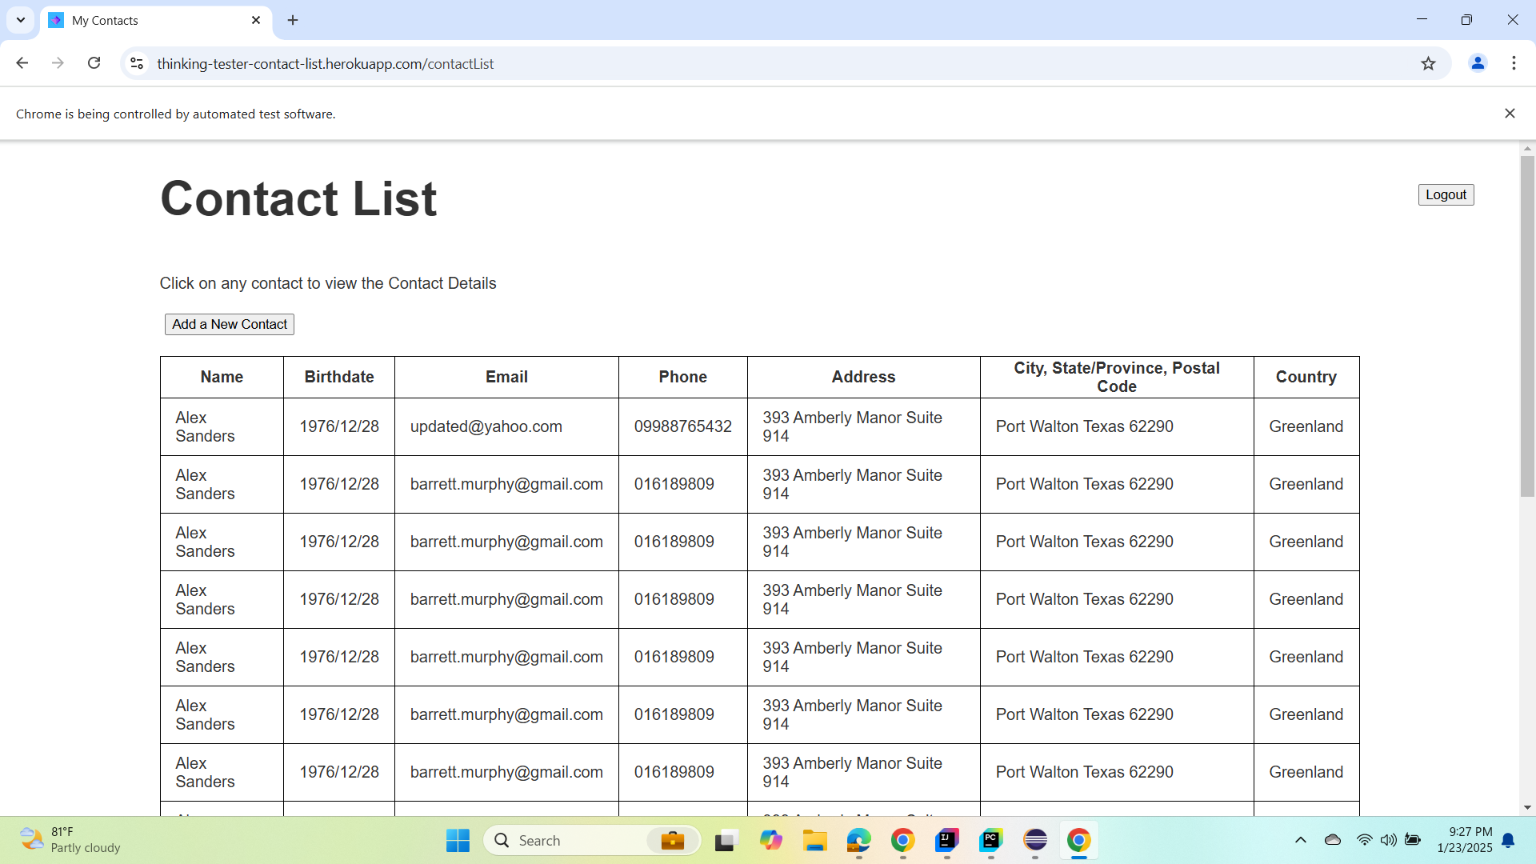 My Contacts
thinking-tester-contact-list.herokuapp.com/contactList
Chrome is being controlled by automated test software.
Contact List
Logout
Click on any contact to view the Contact Details
Add a New Contact
Name Birthdate Email Phone Address City, State/Province, Postal Code Country
Alex Sanders 1976/12/28 updated@yahoo.com 09988765432 393 Amberly Manor Suite 914 Port Walton Texas 62290 Greenland
Alex Sanders 1976/12/28 barrett.murphy@gmail.com 016189809 393 Amberly Manor Suite 914 Port Walton Texas 62290 Greenland
Alex Sanders 1976/12/28 barrett.murphy@gmail.com 016189809 393 Amberly Manor Suite 914 Port Walton Texas 62290 Greenland
Alex Sanders 1976/12/28 barrett.murphy@gmail.com 016189809 393 Amberly Manor Suite 914 Port Walton Texas 62290 Greenland
Alex Sanders 1976/12/28 barrett.murphy@gmail.com 016189809 393 Amberly Manor Suite 914 Port Walton Texas 62290 Greenland
Alex Sanders 1976/12/28 barrett.murphy@gmail.com 016189809 393 Amberly Manor Suite 914 Port Walton Texas 62290 Greenland
Alex Sanders 1976/12/28 barrett.murphy@gmail.com 016189809 393 Amberly Manor Suite 914 Port Walton Texas 62290 Greenland
81°F
Partly cloudy
Search
IJ
PC
9:27 PM
1/23/2025